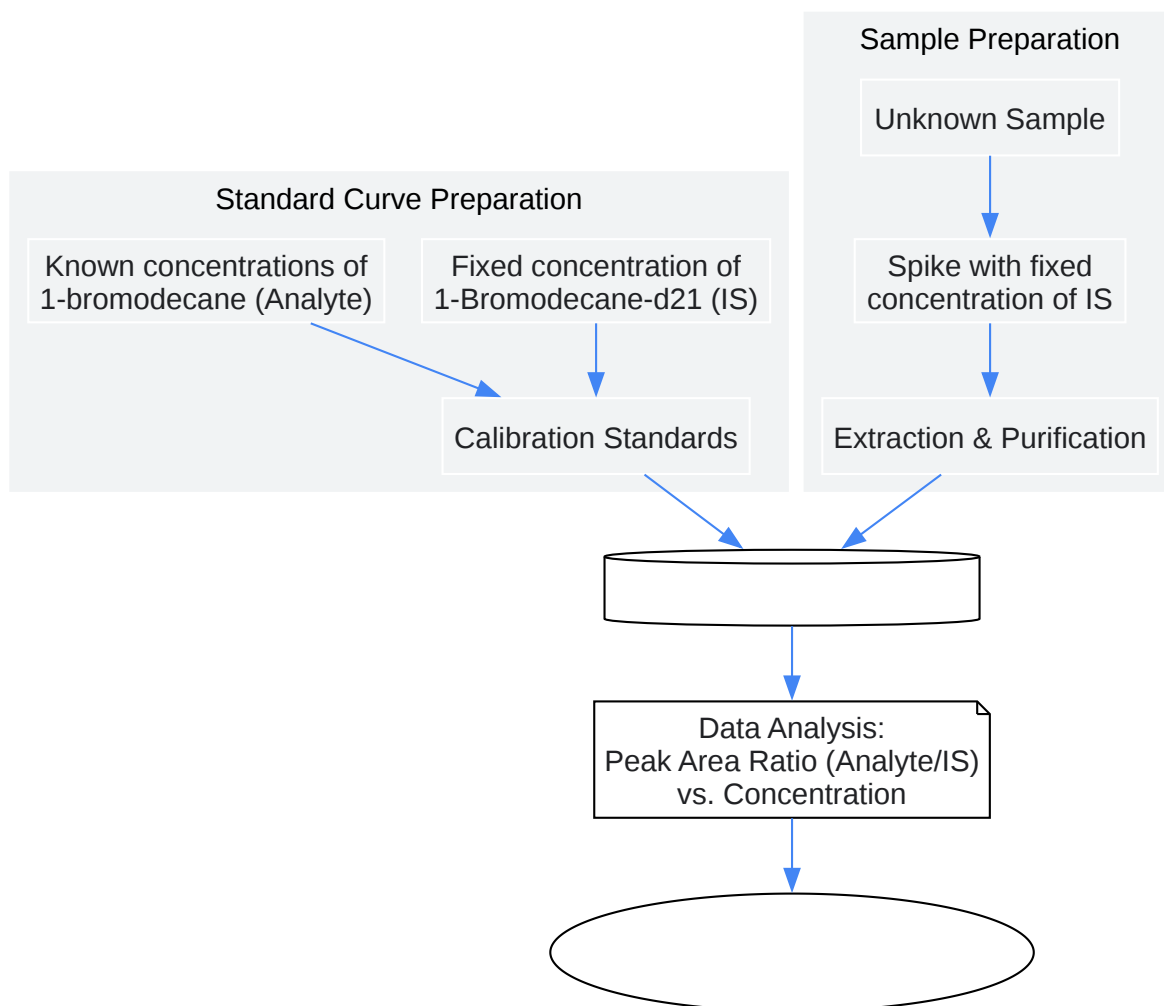 Sample Preparation
Unknown Sample
Standard Curve Preparation
Known concentrations of
1-bromodecane (Analyte)
Fixed concentration of
1-Bromodecane-d21 (IS)
Spike with fixed
concentration of IS
Calibration Standards
Extraction & Purification
Data Analysis:
Peak Area Ratio (Analyte/IS)
vs. Concentration